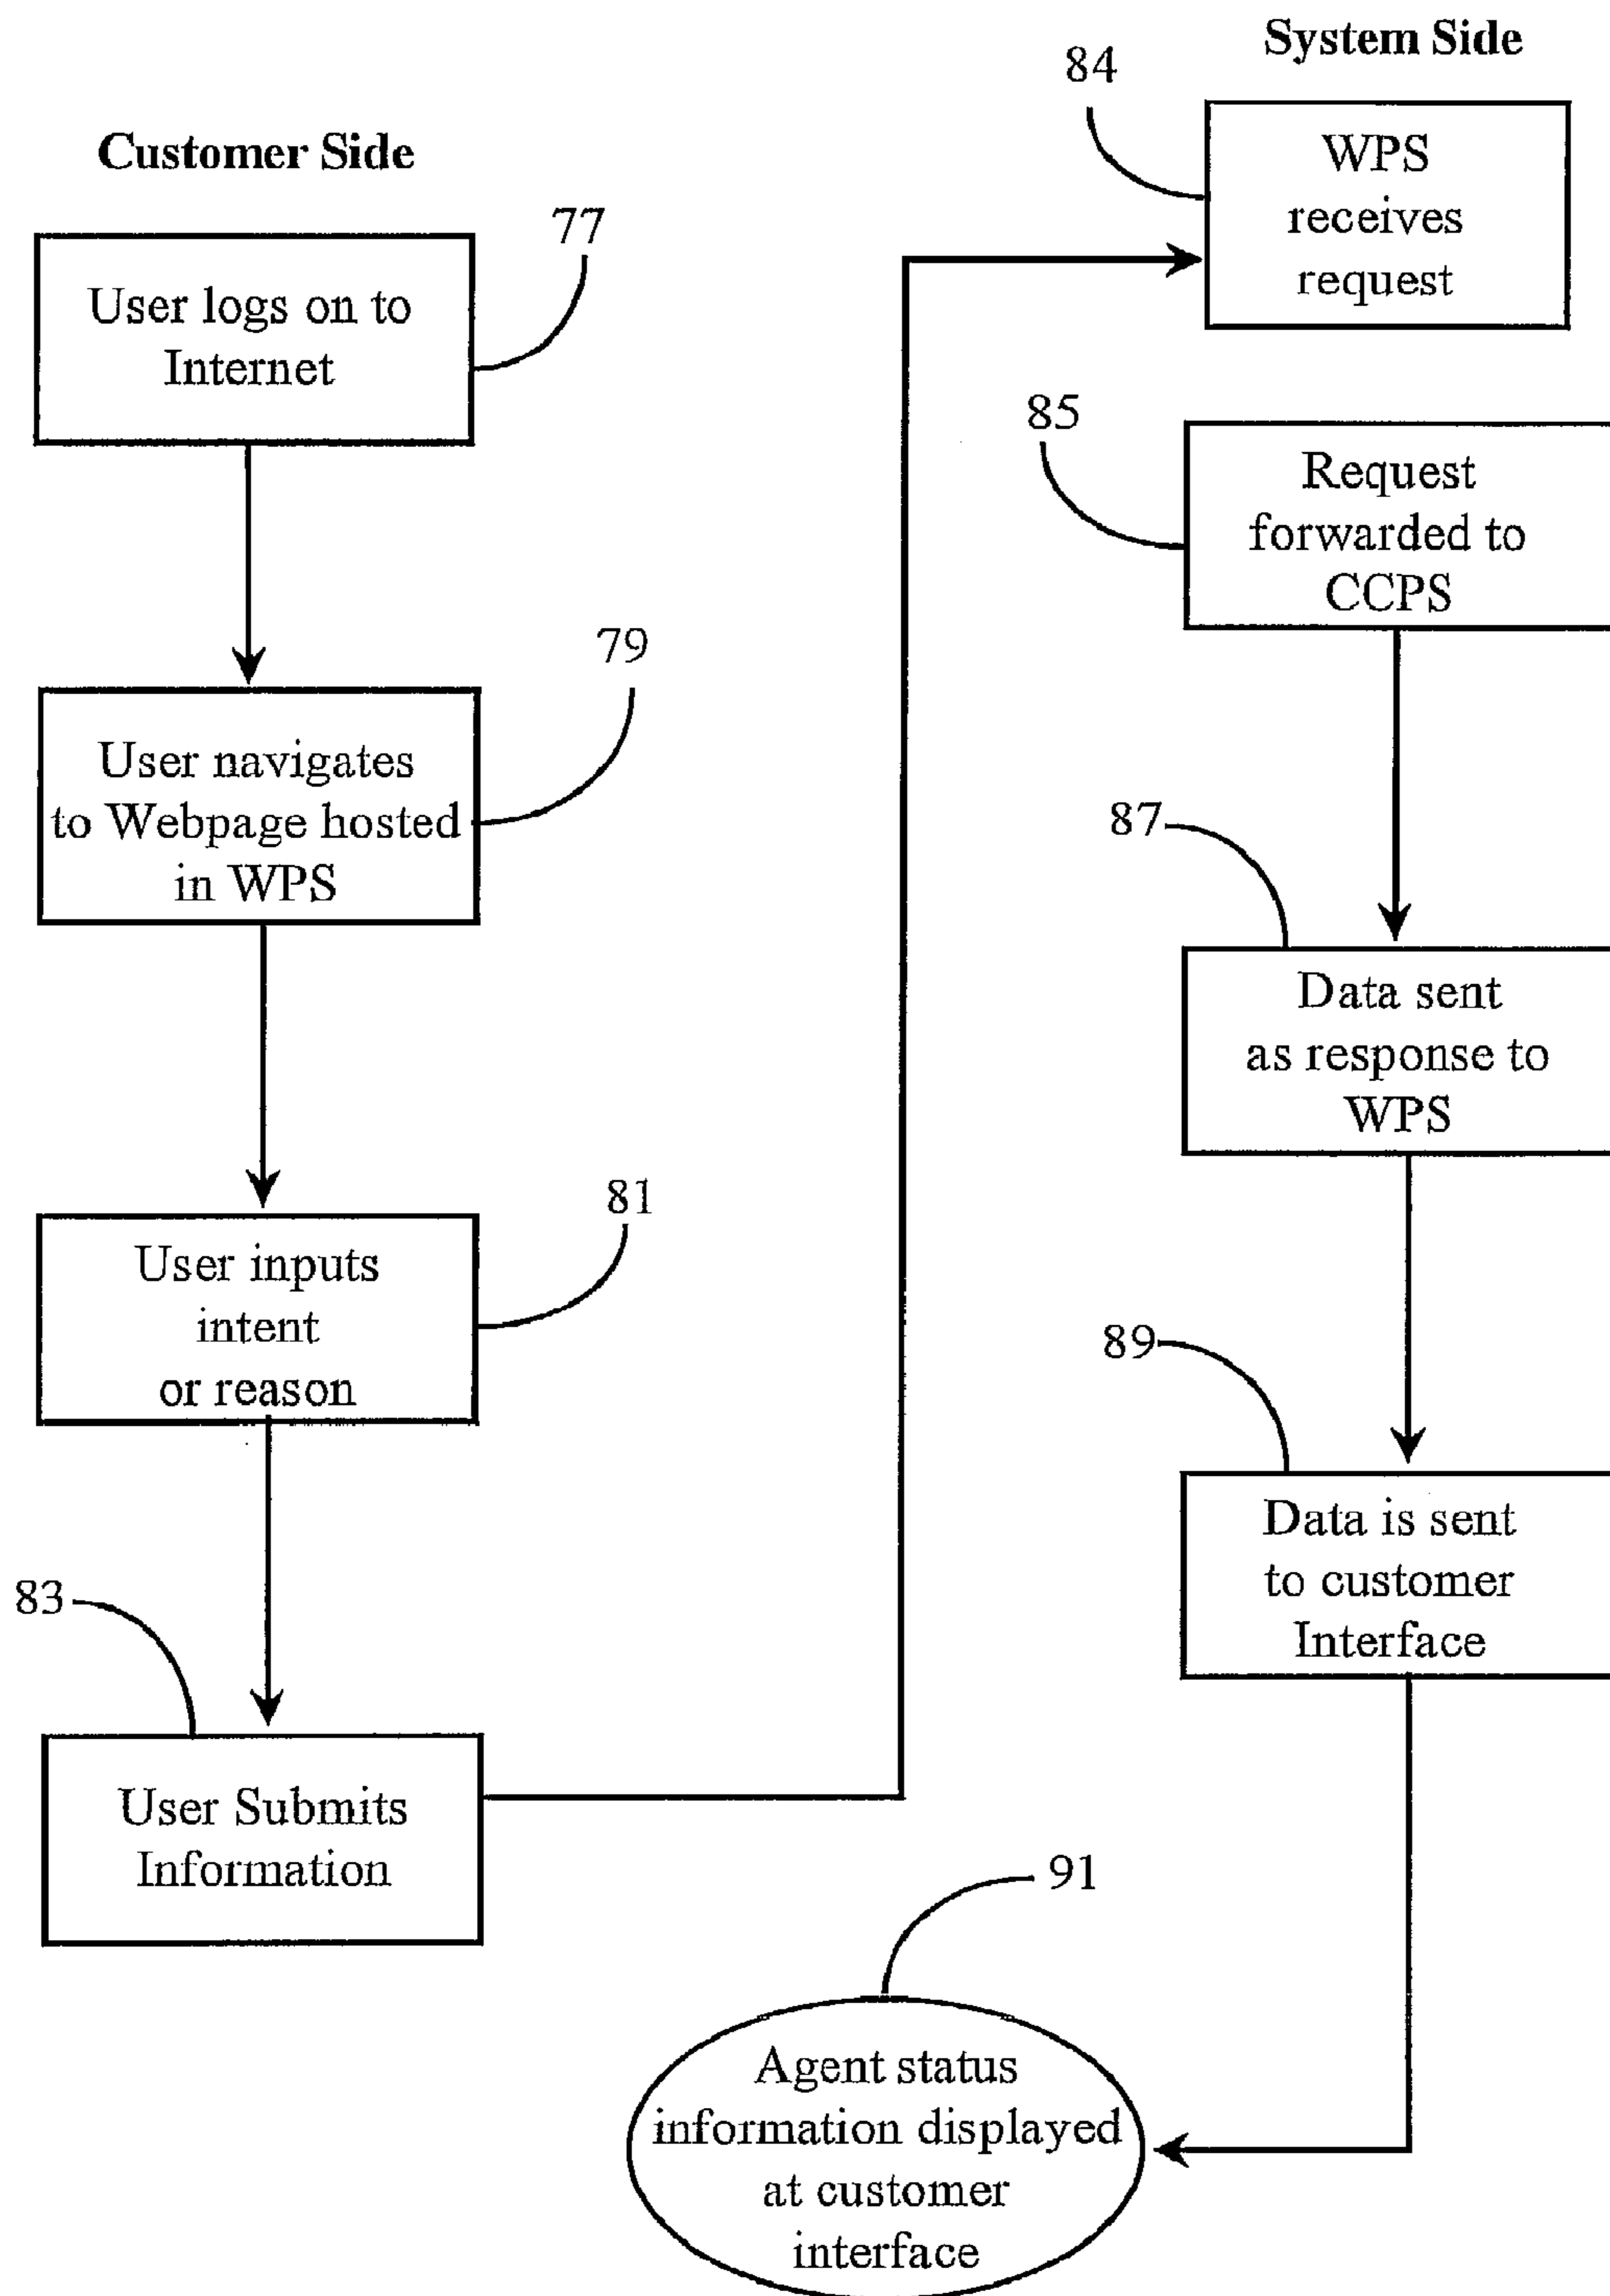 Customer Side
77
User logs on to
Internet
79
User navigates
to Webpage hosted
in WPS
81
User inputs
intent
or reason
83
User Submits
Information
System Side
84
WPS
receives
request
85
Request
forwarded to
CCPS
87
Data sent
as response to
WPS
89
Data is sent
to customer
Interface
91
Agent status
information displayed
at customer
interface